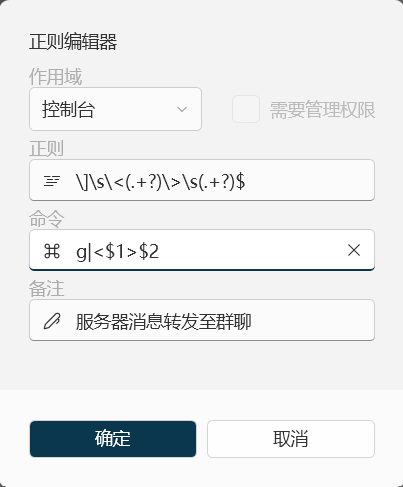 正则编辑器
作用域
控制台
需要管理权限
正则
\]\s\<(.+?)\>\s(.+?)$
命令
g|<$1>$2
备注
服务器消息转发至群聊
确定
取消